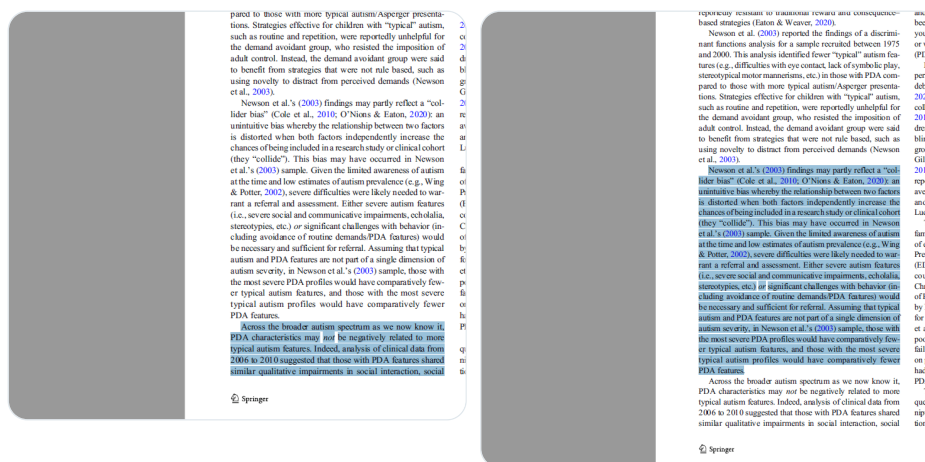 pared to those with more typical autism/Asperger presenta-
tions. Strategies effective for children with “typical” autism,
such as routine and repetition, were reportedly unhelpful for
the demand avoidant group, who resisted the imposition of
adult control. Instead, the demand avoidant group were said
to benefit from strategies that were not rule based, such as
using novelty to distract from perceived demands (Newson
et al., 2003).
Newson et al.’s (2003) findings may partly reflect a “col-
lider bias” (Cole et al., 2010; O’Nions & Eaton, 2020): an
unintuitive bias whereby the relationship between two factors
is distorted when both factors independently increase the
chances of being included in a research study or clinical cohort
(they “collide”). This bias may have occurred in Newson
et al.’s (2003) sample. Given the limited awareness of autism
at the time and low estimates of autism prevalence (e.g., Wing
& Potter, 2002), severe difficulties were likely needed to war-
rant a referral and assessment. Either severe autism features
(i.e., severe social and communicative impairments, echolalia,
stereotypies, etc.) or significant challenges with behavior (in-
cluding avoidance of routine demands/PDA features) would
be necessary and sufficient for referral. Assuming that typical
autism and PDA features are not part of a single dimension of
autism severity, in Newson et al.’s (2003) sample, those with
the most severe PDA profiles would have comparatively few-
er typical autism features, and those with the most severe
typical autism profiles would have comparatively fewer
PDA features.
Across the broader autism spectrum as we now know it,
PDA characteristics may not be negatively related to more
typical autism features. Indeed, analysis of clinical data from
2006 to 2010 suggested that those with PDA features shared
similar qualitative impairments in social interaction, social
Springer
reportedly resistant to traditional reward and consequence-
based strategies (Eaton & Weaver, 2020).
Newson et al. (2003) reported the findings of a discrimi-
nant functions analysis for a sample recruited between 1975
and 2000. This analysis identified fewer “typical” autism fea-
tures (e.g., difficulties with eye contact, lack of symbolic play,
stereotypical motor mannerisms, etc.) in those with PDA com-
pared to those with more typical autism/Asperger presenta-
tions. Strategies effective for children with “typical” autism,
such as routine and repetition, were reportedly unhelpful for
the demand avoidant group, who resisted the imposition of
adult control. Instead, the demand avoidant group were said
to benefit from strategies that were not rule based, such as
using novelty to distract from perceived demands (Newson
et al., 2003).
Newson et al.’s (2003) findings may partly reflect a “col-
lider bias” (Cole et al., 2010; O’Nions & Eaton, 2020): an
unintuitive bias whereby the relationship between two factors
is distorted when both factors independently increase the
chances of being included in a research study or clinical cohort
(they “collide”). This bias may have occurred in Newson
et al.’s (2003) sample. Given the limited awareness of autism
at the time and low estimates of autism prevalence (e.g., Wing
& Potter, 2002), severe difficulties were likely needed to war-
rant a referral and assessment. Either severe autism features
(i.e., severe social and communicative impairments, echolalia,
stereotypies, etc.) or significant challenges with behavior (in-
cluding avoidance of routine demands/PDA features) would
be necessary and sufficient for referral. Assuming that typical
autism and PDA features are not part of a single dimension of
autism severity, in Newson et al.’s (2003) sample, those with
the most severe PDA profiles would have comparatively few-
er typical autism features, and those with the most severe
typical autism profiles would have comparatively fewer
PDA features.
Across the broader autism spectrum as we now know it,
PDA characteristics may not be negatively related to more
typical autism features. Indeed, analysis of clinical data from
2006 to 2010 suggested that those with PDA features shared
similar qualitative impairments in social interaction, social
Springer